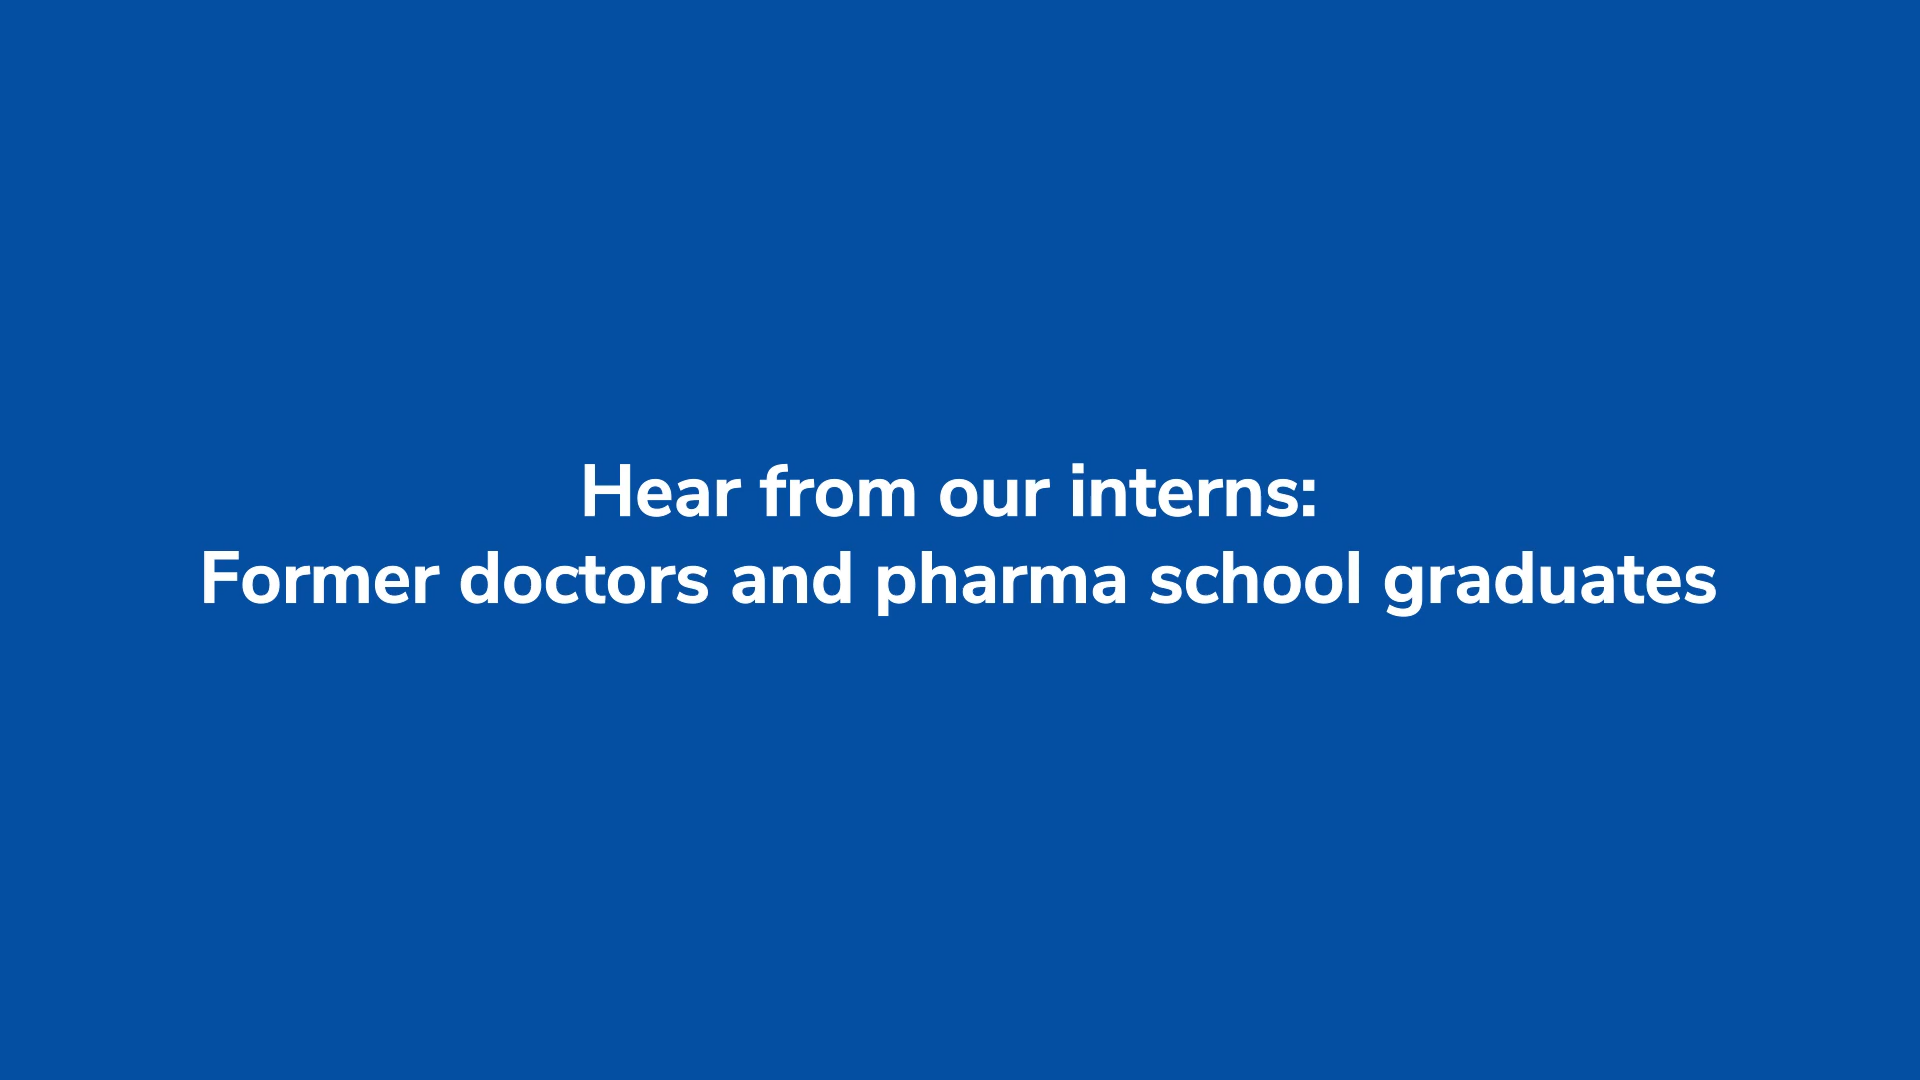 Hear from our interns:
Former doctors and pharma school graduates